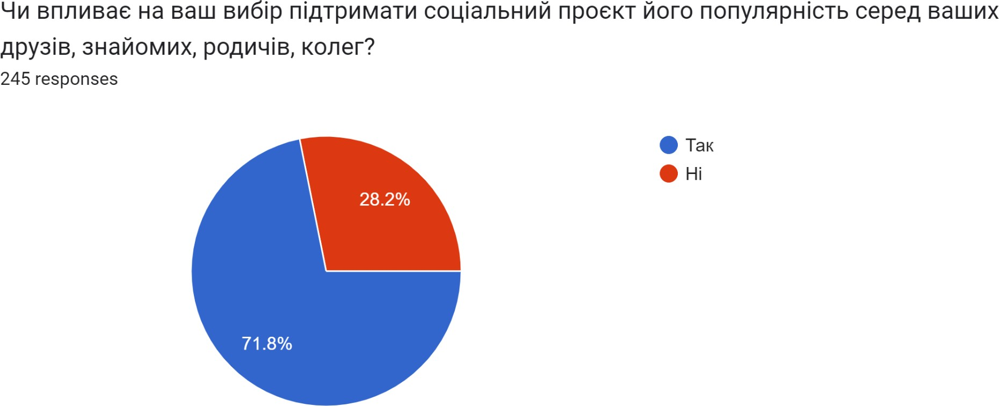 Чи впливає на ваш вибір підтримати соціальний проєкт його популярність серед ваших
друзів, знайомих, родичів, колег?
245 responses
Так
Ні
28.2%
71.8%